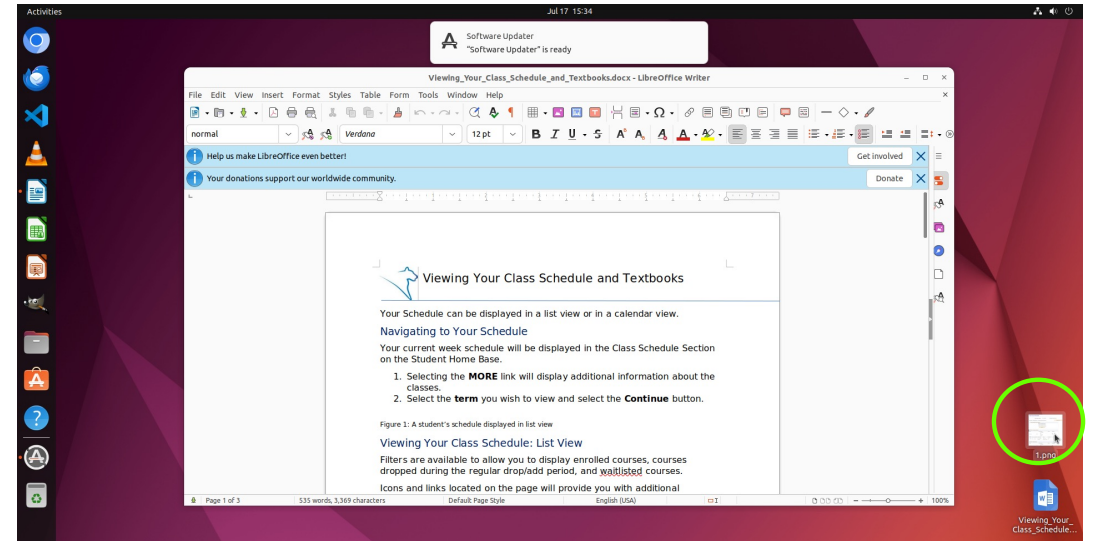 Activities
Jul 17 15:34
Software Updater
"Software Updater" is ready
Viewing_Your_Class_Schedule_and_Textbooks.docx - LibreOffice Writer
File Edit View Insert Format Styles Table Form Tools Window Help
normal
Verdana
12 pt
Help us make LibreOffice even better!
Get involved
Your donations support our worldwide community.
Donate
Viewing Your Class Schedule and Textbooks
Your Schedule can be displayed in a list view or in a calendar view.
Navigating to Your Schedule
Your current week schedule will be displayed in the Class Schedule Section
on the Student Home Base.
1. Selecting the MORE link will display additional information about the
classes.
2. Select the term you wish to view and select the Continue button.
Figure 1: A student's schedule displayed in list view
Viewing Your Class Schedule: List View
Filters are available to allow you to display enrolled courses, courses
dropped during the regular drop/add period, and waitlisted courses.
Icons and links located on the page will provide you with additional
Page 1 of 3
535 words, 3,369 characters
Default Page Style
English (USA)
100%
1.png
Viewing_Your_
Class_Schedule...